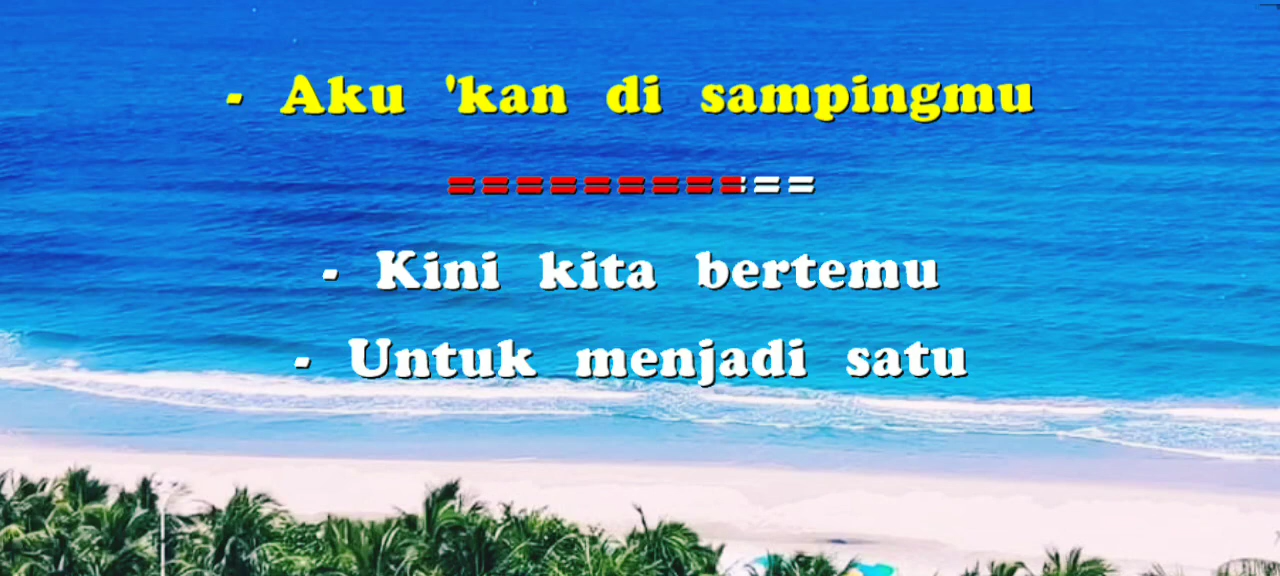 - Aku 'kan di sampingmu
===========
- Kini kita bertemu
- Untuk menjadi satu